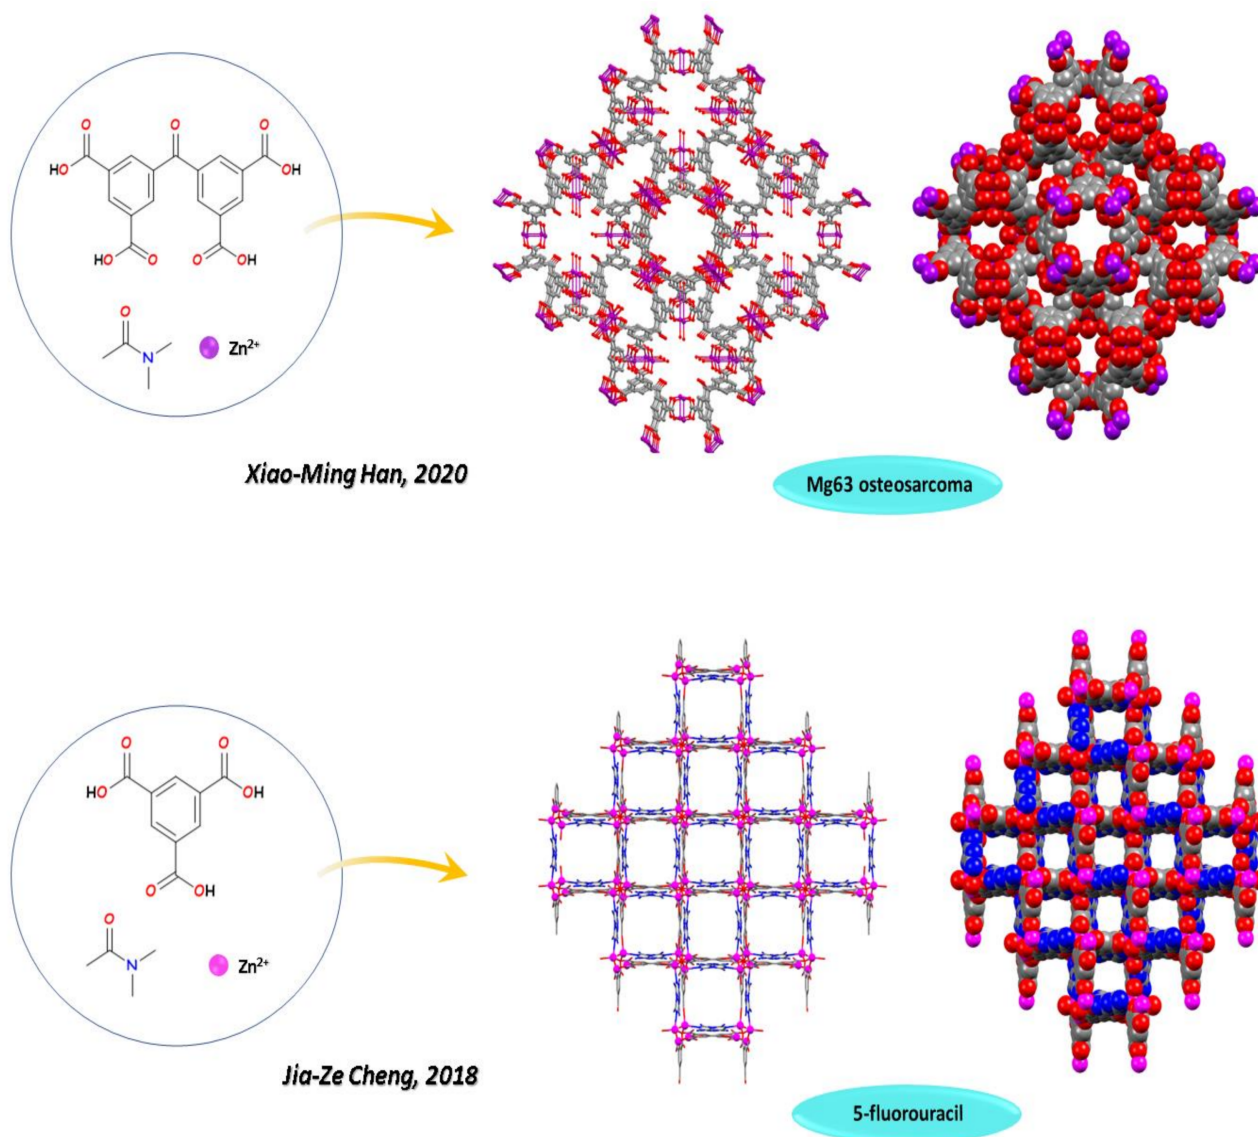 O O O
HO OH
HO O O OH
O
N
Zn²⁺
Xiao-Ming Han, 2020
Mg63 osteosarcoma
O O
HO OH
O OH
O
N
Zn²⁺
Jia-Ze Cheng, 2018
5-fluorouracil